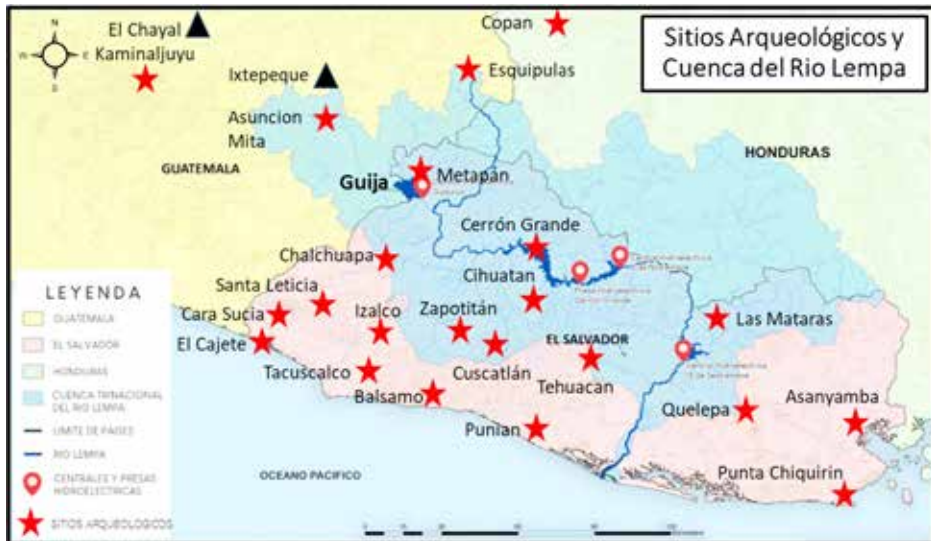 Sitios Arqueológicos y
Cuenca del Rio Lempa
N
El Chayal
Kaminaljuyu
Copan
Ixtepeque
Esquipulas
Asuncion
Mita
GUATEMALA
HONDURAS
Guija
Metapán
Cerrón Grande
Chalchuapa
Cihuatan
Santa Leticia
Cara Sucia
Izalco
Zapotitán
EL SALVADOR
Las Mataras
El Cajete
Cuscatlán
Tehuacan
Tacuscalco
Balsamo
Quelepa
Asanyamba
Punian
Punta Chiquirin
OCEANO PACIFICO
LEYENDA
GUATEMALA
EL SALVADOR
HONDURAS
CUENCA TRINACIONAL
DEL RIO LEMPA
LIMITE DE PAISES
RIO LEMPA
CENTRALES Y PRESAS
HIDROELECTRICAS
SITIOS ARQUEOLOGICOS